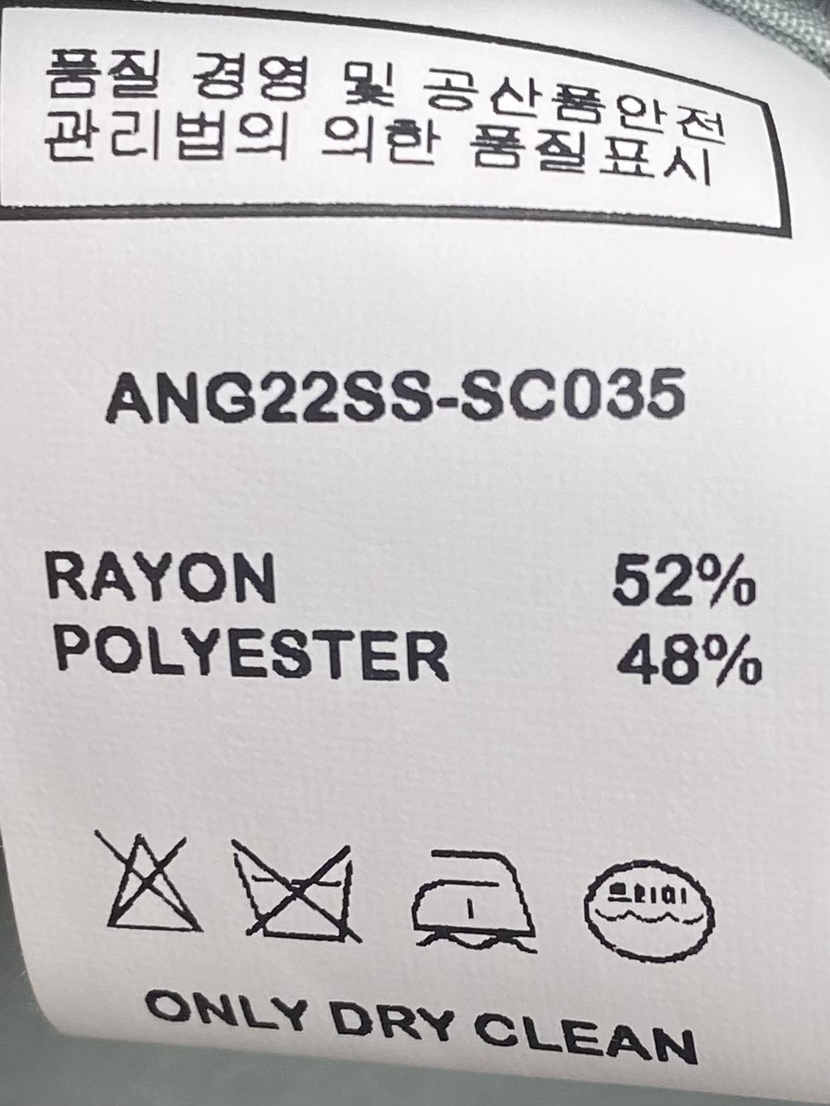 품질 경영 및 공산품안전
관리법의 의한 품질표시
ANG22SS-SC035
RAYON 52%
POLYESTER 48%
ONLY DRY CLEAN